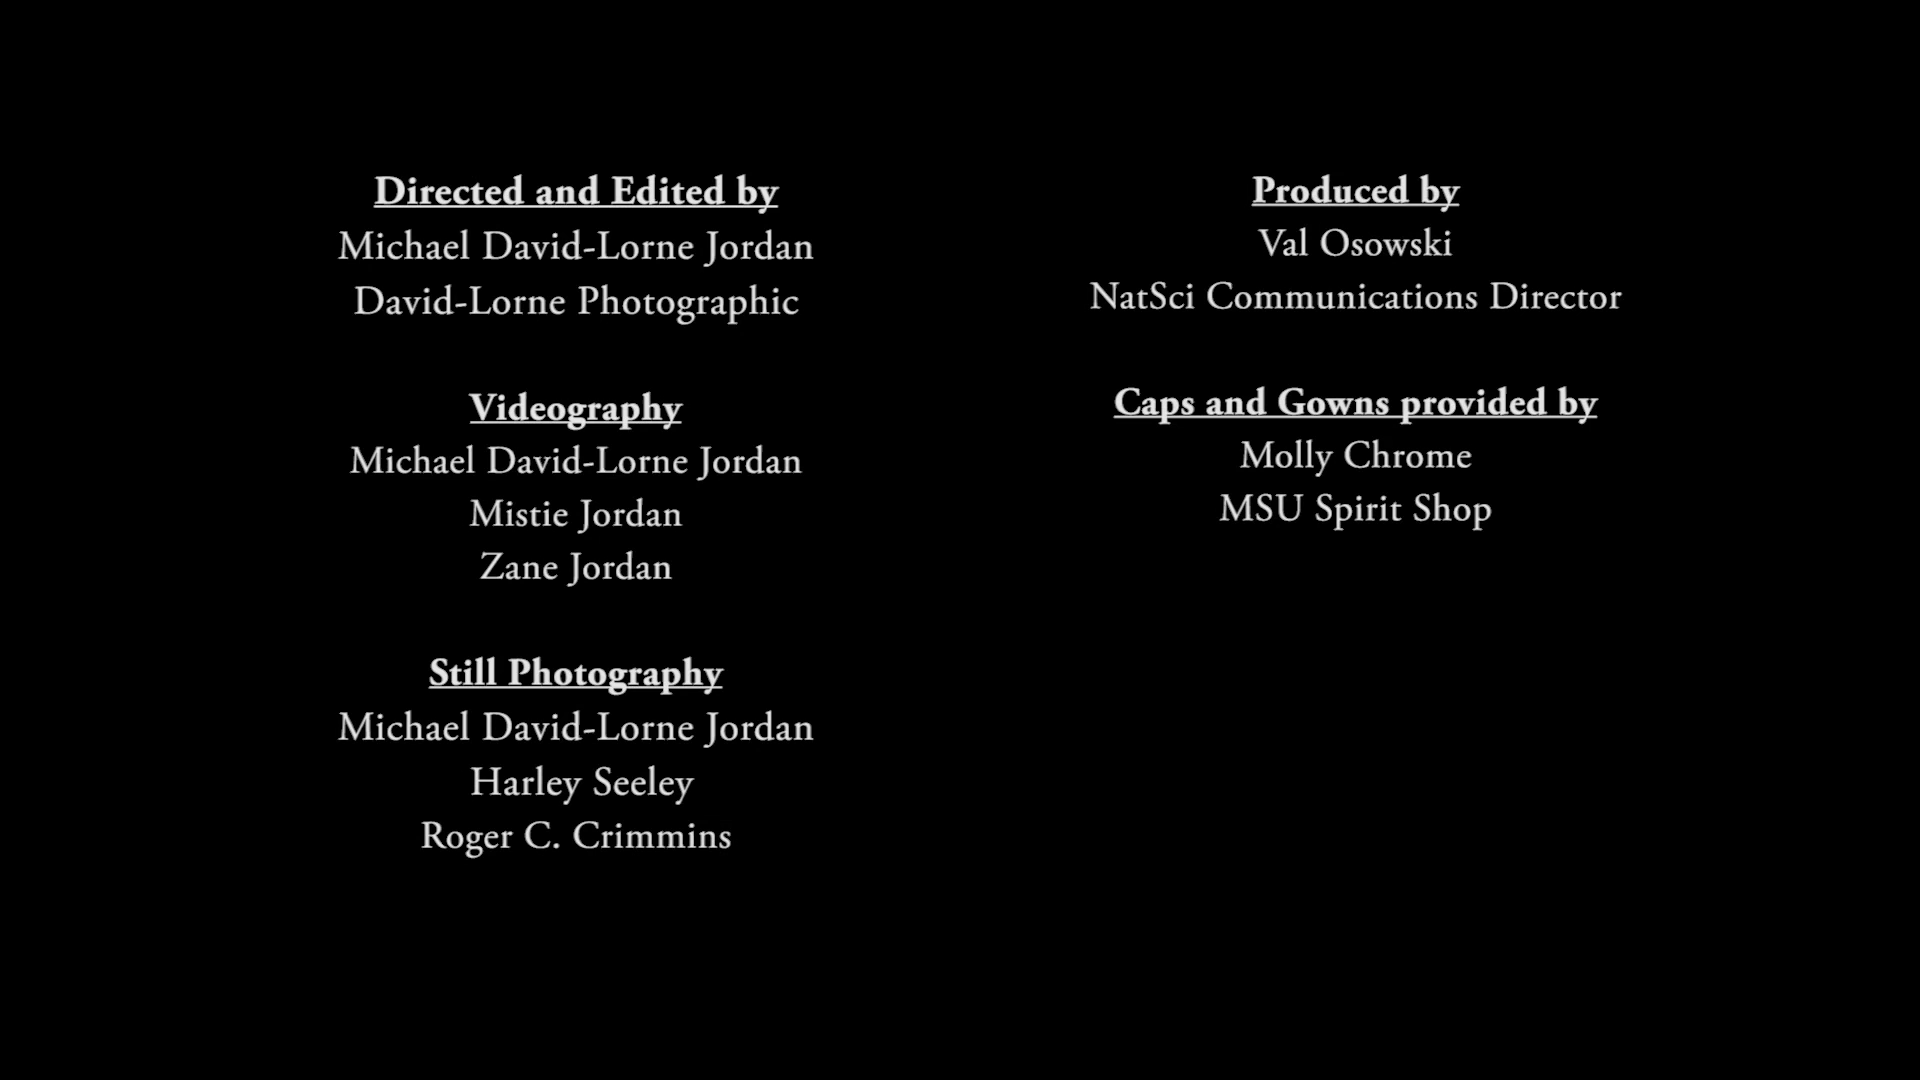 Directed and Edited by
Michael David-Lorne Jordan
David-Lorne Photographic
Videography
Michael David-Lorne Jordan
Mistie Jordan
Zane Jordan
Still Photography
Michael David-Lorne Jordan
Harley Seeley
Roger C. Crimmins
Produced by
Val Osowski
NatSci Communications Director
Caps and Gowns provided by
Molly Chrome
MSU Spirit Shop